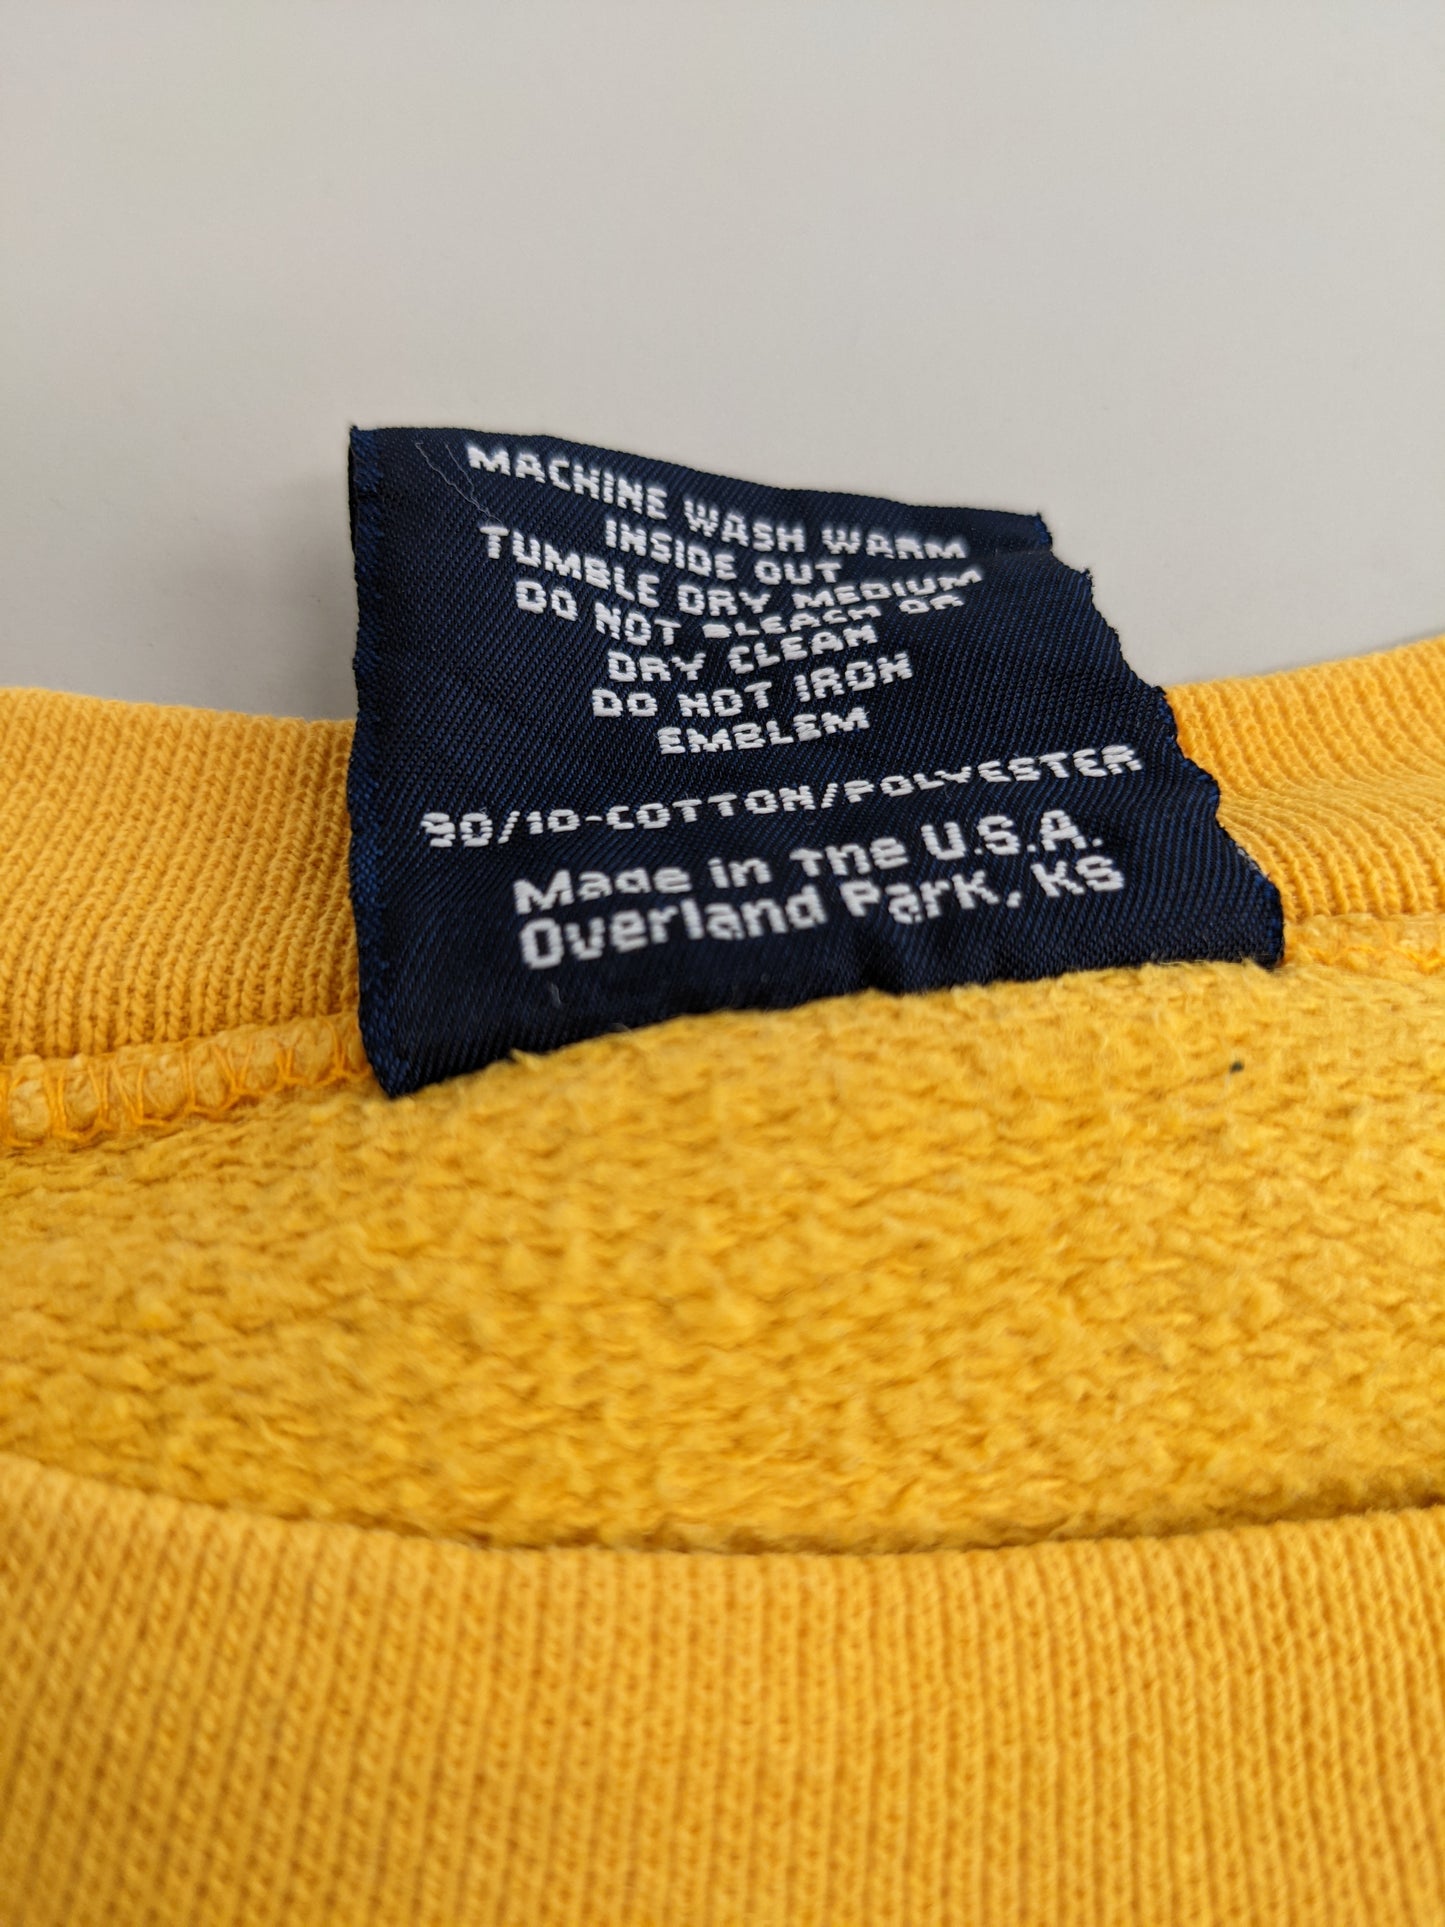 MACHINE WASH WARM
INSIDE OUT
TUMBLE DRY MEDIUM
DO NOT BLEACH OR
DRY CLEAN
DO NOT IRON
EMBLEM
90/10-COTTON/POLYESTER
Made in the U.S.A.
Overland Park, KS